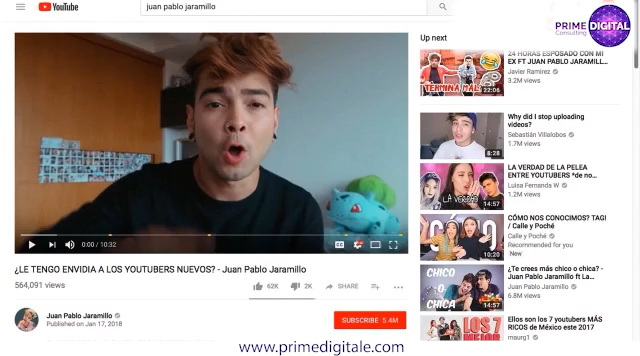 YouTube
juan pablo jaramillo
PRIME DIGITAL
Consulting
Up next
24 HORAS ESPOSADO CON MI
EX FT JUAN PABLO JARAMILL...
Javier Ramirez
3.2M views
TERMINA MAL
22:06
Why did I stop uploading
videos?
Sebastián Villalobos
1.7M views
8:28
LA VERDAD DE LA PELEA
ENTRE YOUTUBERS *de no...
Luisa Fernanda W
1.2M views
LA VERDAD
14:57
CÓMO NOS CONOCIMOS? TAG! /
Calle y Poché
Calle y Poché
Recommended for you
New
10:20
¿Te crees más chico o chica? -
Juan Pablo Jaramillo ft La...
Juan Pablo Jaramillo
6.8M views
CHICO
O
CHICA
14:57
Ellos son los 7 youtubers MÁS
RICOS de México este 2017
maurg1
LOS 7
0:00 / 10:32
¿LE TENGO ENVIDIA A LOS YOUTUBERS NUEVOS? - Juan Pablo Jaramillo
564,091 views
62K
2K
SHARE
Juan Pablo Jaramillo
Published on Jan 17, 2018
SUBSCRIBE 5.4M
www.primedigitale.com